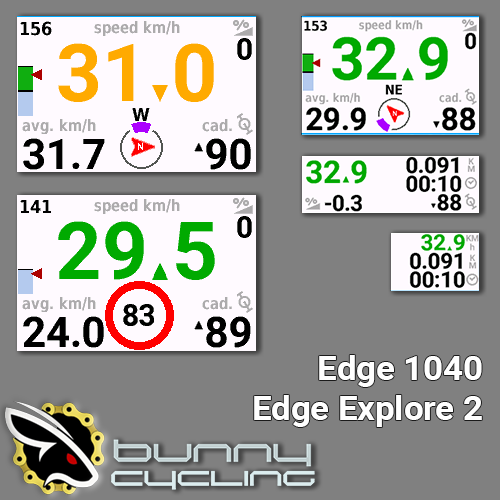 156 speed km/h %
31.0 0
avg. km/h W cad.
31.7 N 90
153 speed km/h %
32.9 0
avg. km/h NE cad.
29.9 N 88
32.9 0.091 KM
00:10
% -0.3 88
141 speed km/h %
29.5 0
avg. km/h 83 cad.
24.0 89
32.9 KM h
0.091 KM
00:10
Edge 1040
Edge Explore 2
bunny
cycling